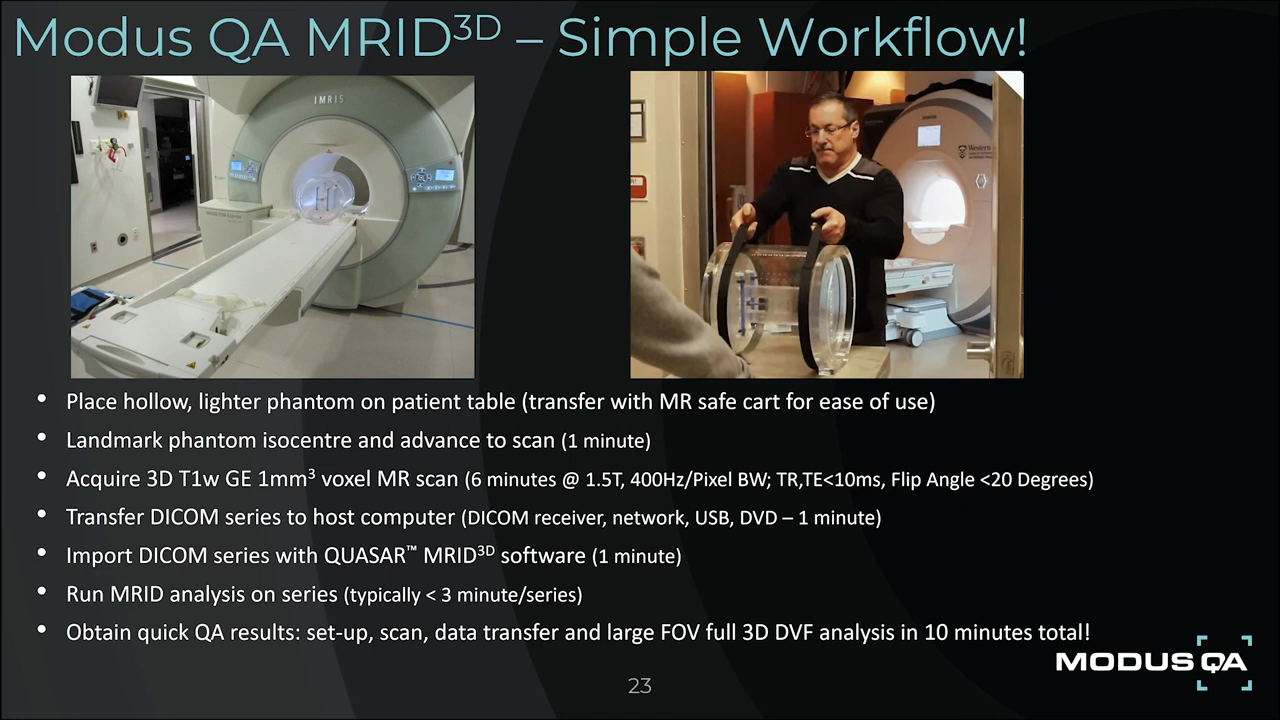 Modus QA MRID3D – Simple Workflow!
IMRIS
Western
• Place hollow, lighter phantom on patient table (transfer with MR safe cart for ease of use)
• Landmark phantom isocentre and advance to scan (1 minute)
• Acquire 3D T1w GE 1mm³ voxel MR scan (6 minutes @ 1.5T, 400Hz/Pixel BW; TR,TE<10ms, Flip Angle <20 Degrees)
• Transfer DICOM series to host computer (DICOM receiver, network, USB, DVD – 1 minute)
• Import DICOM series with QUASAR™ MRID3D software (1 minute)
• Run MRID analysis on series (typically < 3 minute/series)
• Obtain quick QA results: set-up, scan, data transfer and large FOV full 3D DVF analysis in 10 minutes total!
MODUS QA
23